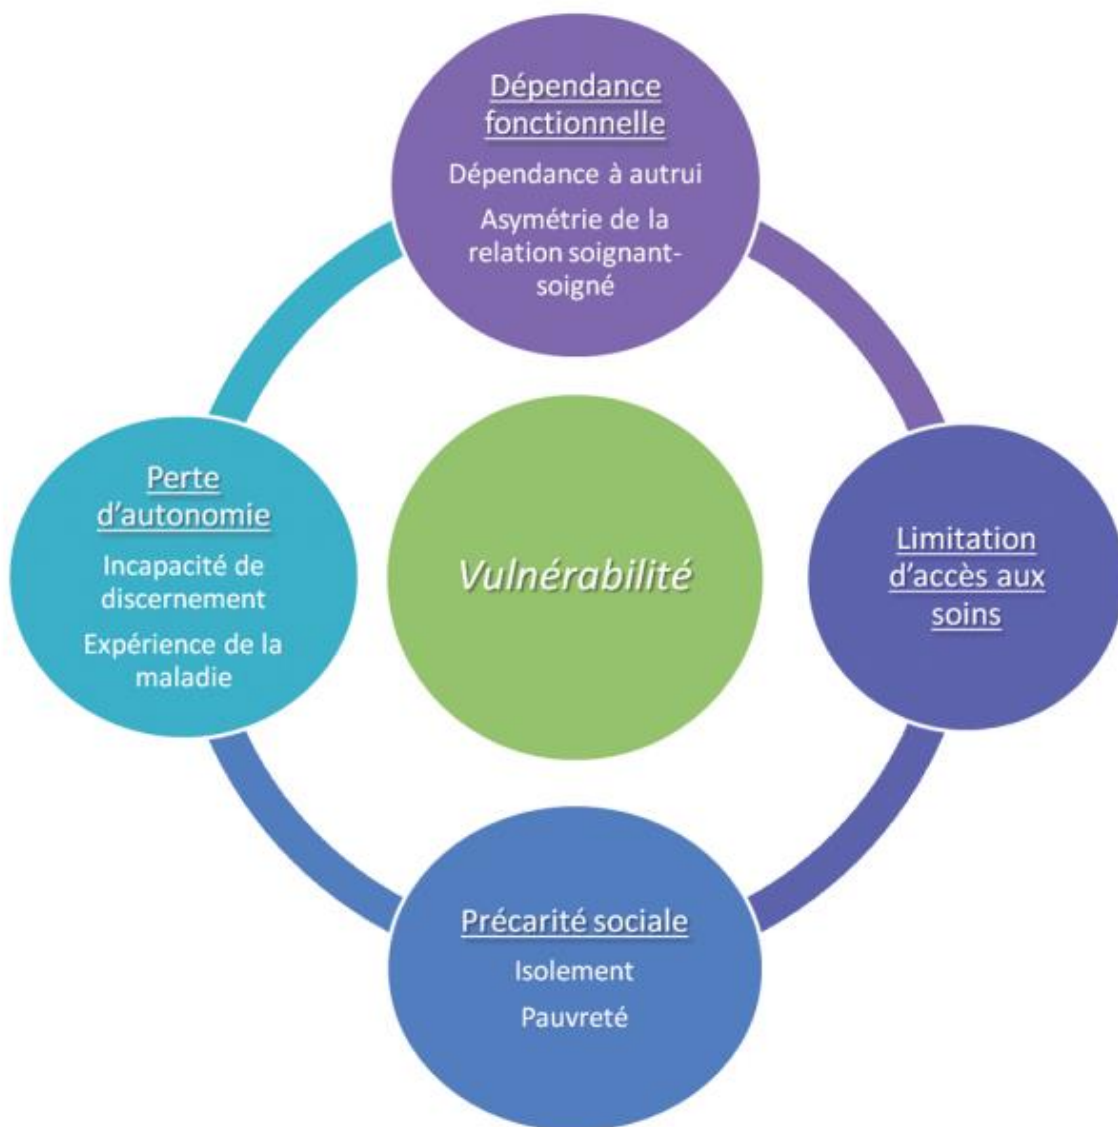 Dépendance
fonctionnelle
Dépendance à autrui
Asymétrie de la
relation soignant-
soigné
Perte
d’autonomie
Incapacité de
discernement
Expérience de la
maladie
Vulnérabilité
Limitation
d’accès aux
soins
Précarité sociale
Isolement
Pauvreté